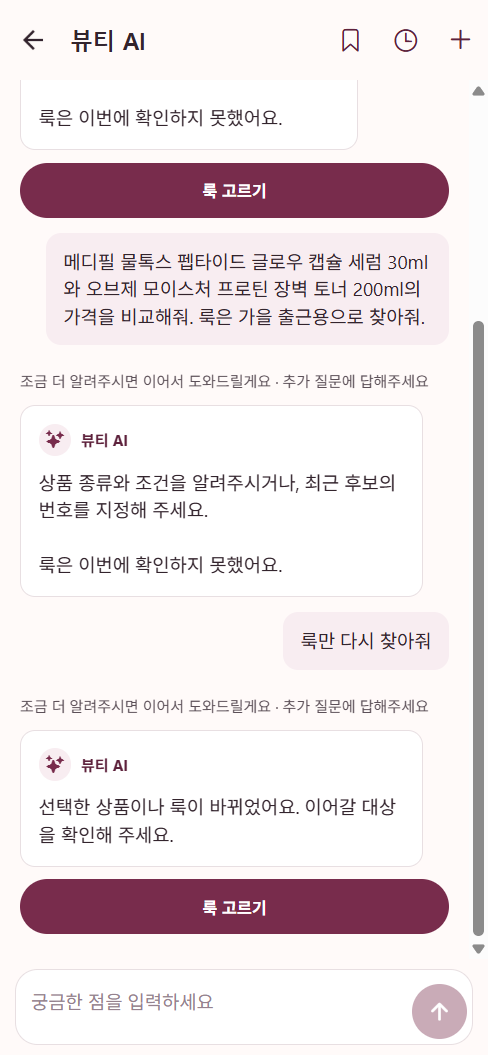 뷰티 AI
룩은 이번에 확인하지 못했어요.
룩 고르기
메디필 물톡스 펩타이드 글로우 캡슐 세럼 30ml
와 오브제 모이스처 프로틴 장벽 토너 200ml의
가격을 비교해줘. 룩은 가을 출근용으로 찾아줘.
조금 더 알려주시면 이어서 도와드릴게요 · 추가 질문에 답해주세요
뷰티 AI
상품 종류와 조건을 알려주시거나, 최근 후보의
번호를 지정해 주세요.
룩은 이번에 확인하지 못했어요.
룩만 다시 찾아줘
조금 더 알려주시면 이어서 도와드릴게요 · 추가 질문에 답해주세요
뷰티 AI
선택한 상품이나 룩이 바뀌었어요. 이어갈 대상
을 확인해 주세요.
룩 고르기
궁금한 점을 입력하세요